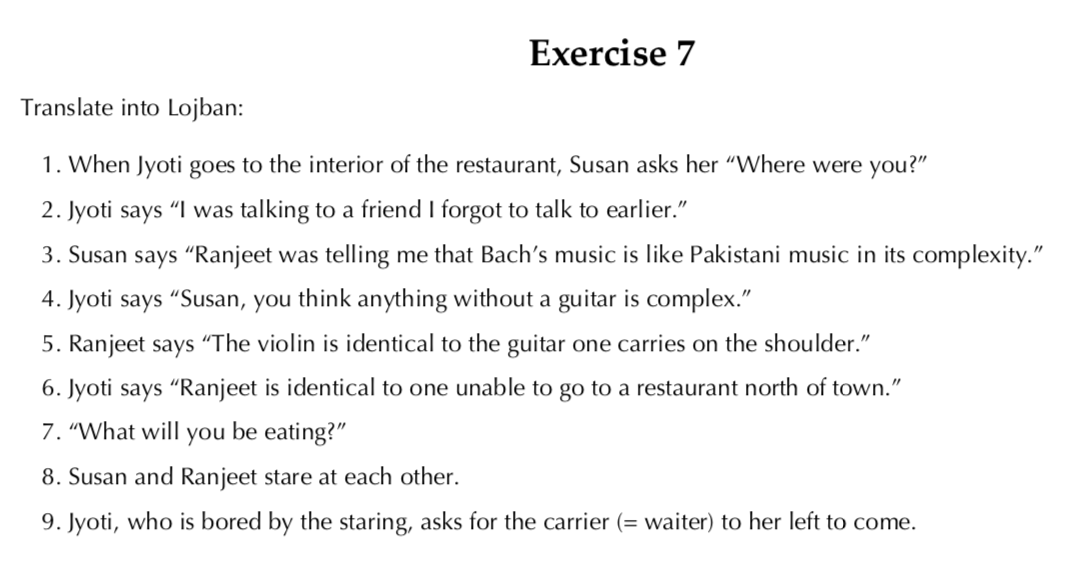 Exercise 7
Translate into Lojban:
1. When Jyoti goes to the interior of the restaurant, Susan asks her “Where were you?”
2. Jyoti says “I was talking to a friend I forgot to talk to earlier.”
3. Susan says “Ranjeet was telling me that Bach’s music is like Pakistani music in its complexity.”
4. Jyoti says “Susan, you think anything without a guitar is complex.”
5. Ranjeet says “The violin is identical to the guitar one carries on the shoulder.”
6. Jyoti says “Ranjeet is identical to one unable to go to a restaurant north of town.”
7. “What will you be eating?”
8. Susan and Ranjeet stare at each other.
9. Jyoti, who is bored by the staring, asks for the carrier (= waiter) to her left to come.